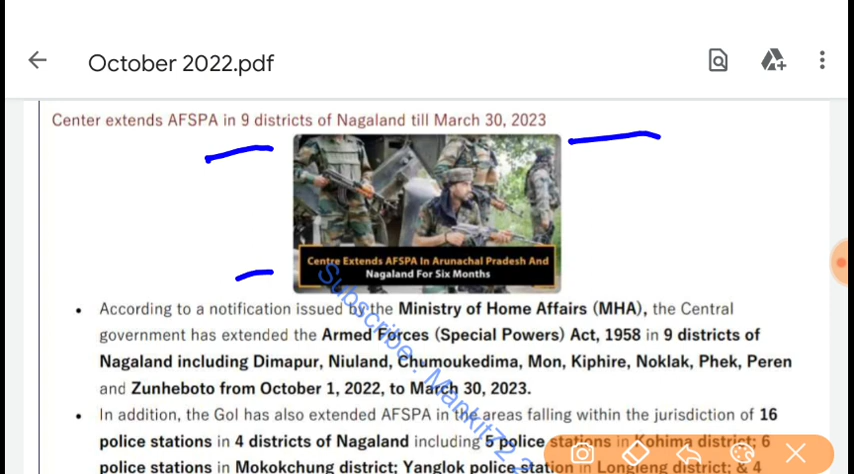 October 2022.pdf
Center extends AFSPA in 9 districts of Nagaland till March 30, 2023
Centre Extends AFSPA In Arunachal Pradesh And
Nagaland For Six Months
• According to a notification issued by the Ministry of Home Affairs (MHA), the Central
government has extended the Armed Forces (Special Powers) Act, 1958 in 9 districts of
Nagaland including Dimapur, Niuland, Chumoukedima, Mon, Kiphire, Noklak, Phek, Peren
and Zunheboto from October 1, 2022, to March 30, 2023.
• In addition, the GoI has also extended AFSPA in the areas falling within the jurisdiction of 16
police stations in 4 districts of Nagaland including 5 police stations in Kohima district; 6
police stations in Mokokchung district; Yanglok police station in Longleng district; & 4
Subscribe: Mankit72.2